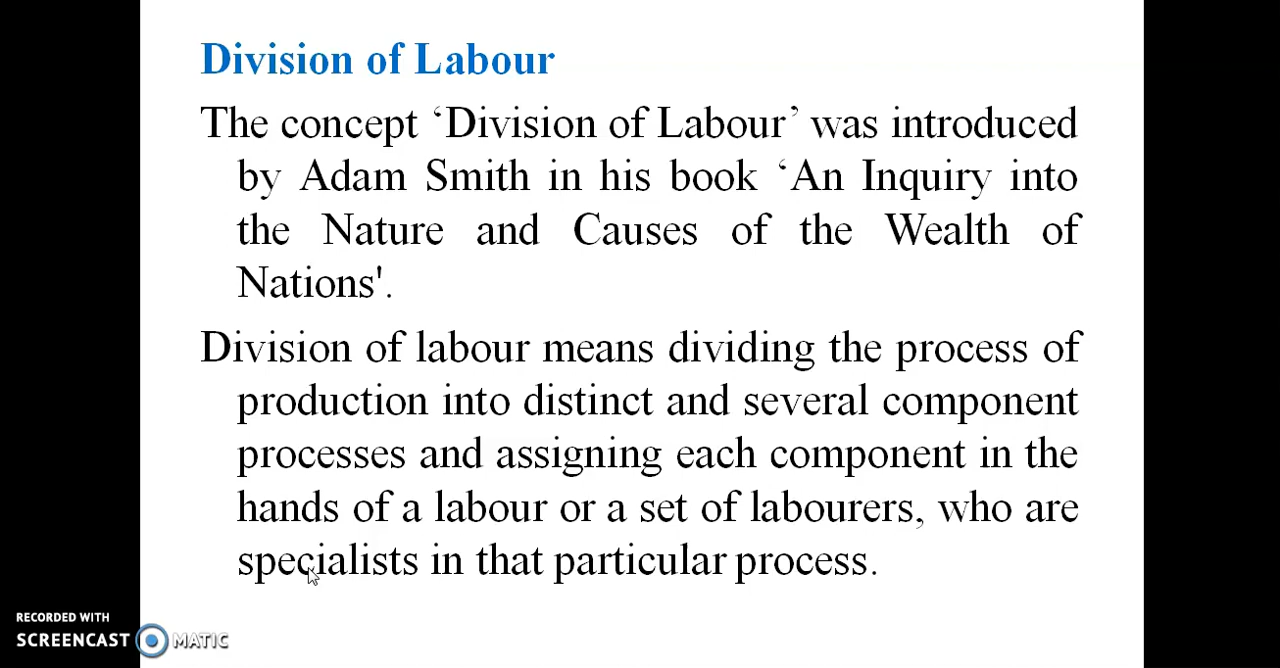 Division of Labour
The concept ‘Division of Labour’ was introduced
by Adam Smith in his book ‘An Inquiry into
the Nature and Causes of the Wealth of
Nations'.
Division of labour means dividing the process of
production into distinct and several component
processes and assigning each component in the
hands of a labour or a set of labourers, who are
specialists in that particular process.
RECORDED WITH
SCREENCAST MATIC